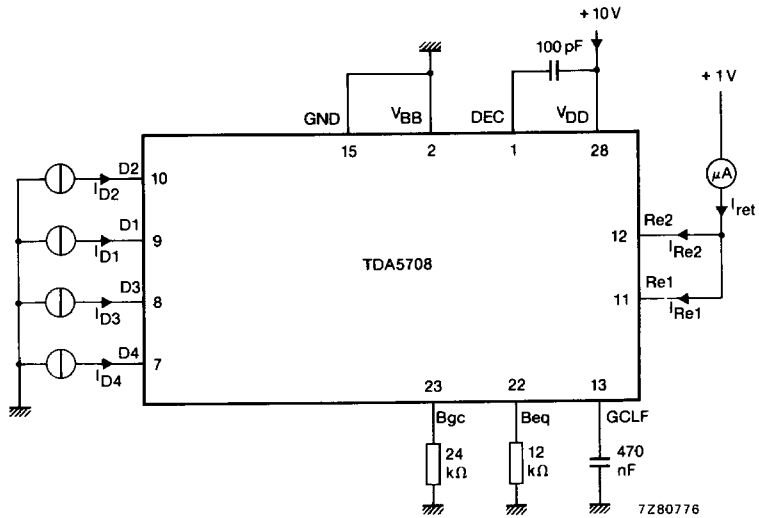 + 10 V
100 pF
+ 1 V
GND
VBB
DEC
VDD
15
2
1
28
μA
Iret
D2
10
ID2
D1
9
ID1
D3
8
ID3
D4
7
ID4
TDA5708
12
Re2
IRe2
11
Re1
IRe1
23
22
13
Bgc
Beq
GCLF
24
kΩ
12
kΩ
470
nF
7Z80776